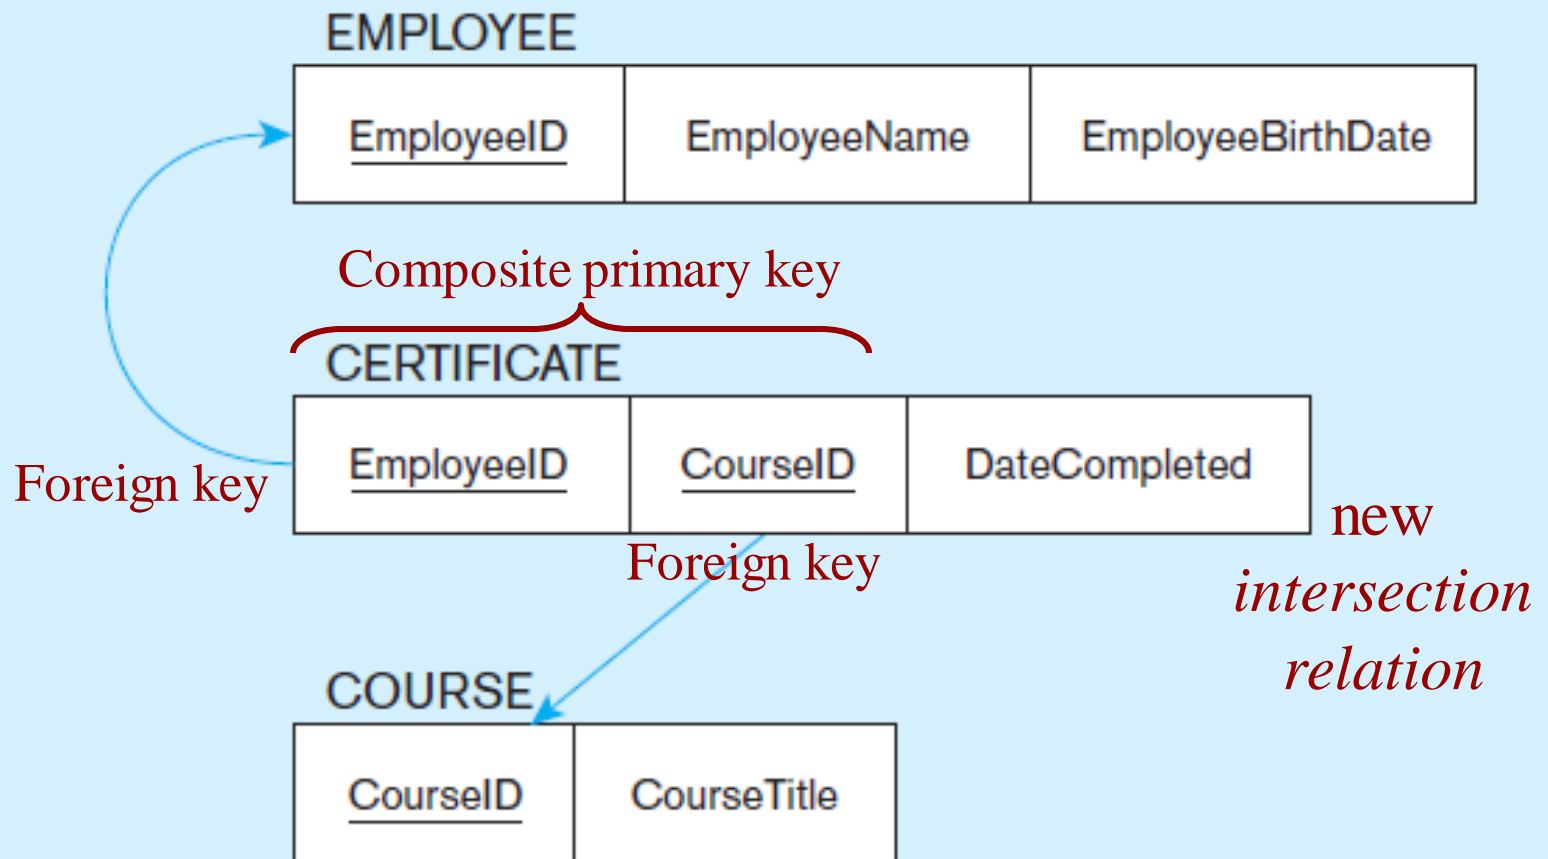 EMPLOYEE
EmployeeID EmployeeName EmployeeBirthDate
Composite primary key
CERTIFICATE
EmployeeID CourseID DateCompleted
Foreign key
new
intersection
relation
Foreign key
COURSE
CourseID CourseTitle